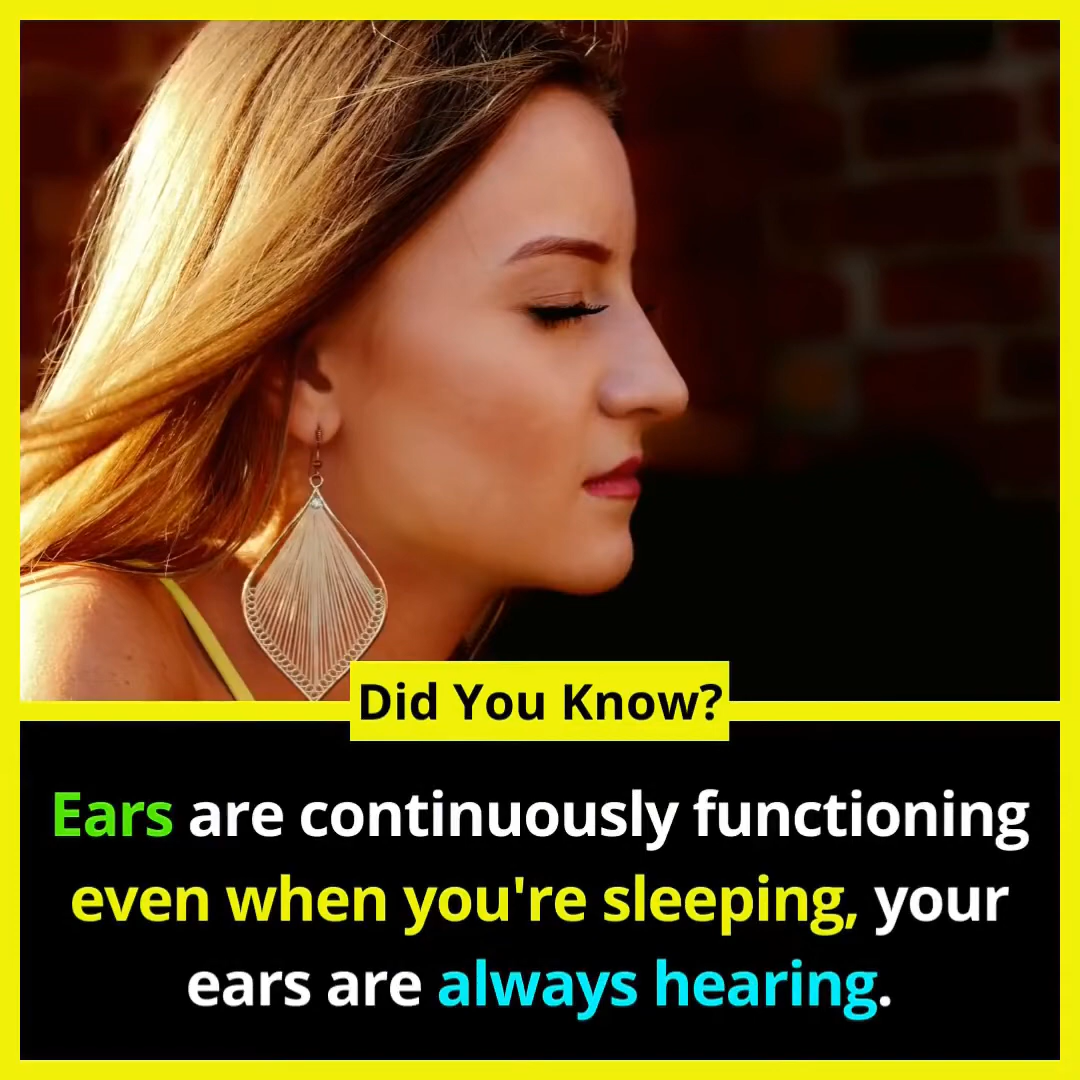 Did You Know?
Ears are continuously functioning
even when you're sleeping, your
ears are always hearing.